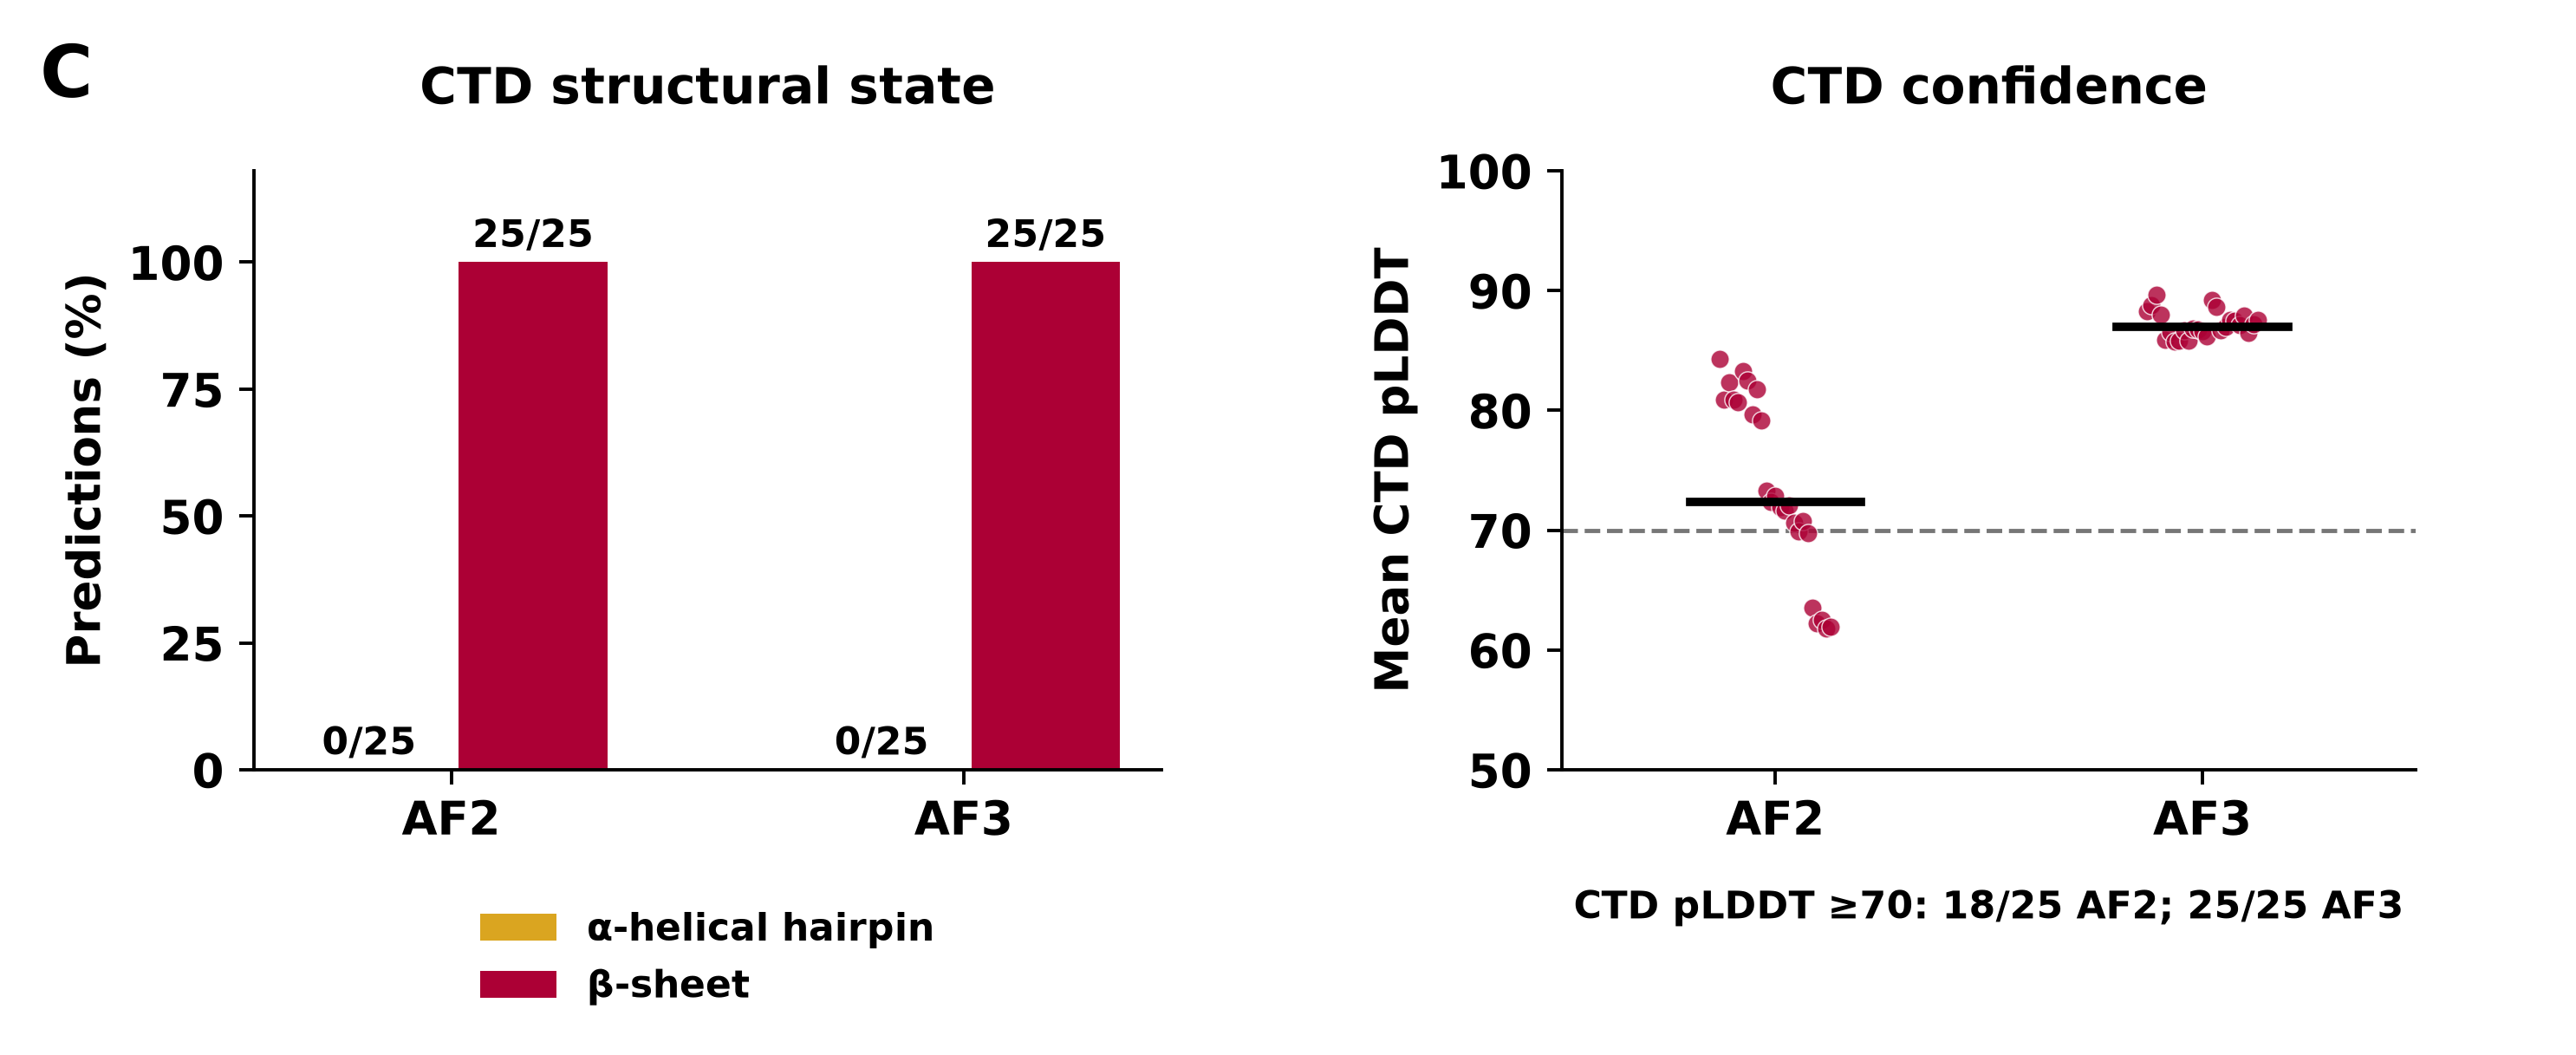 C
CTD structural state
Predictions (%)
100
75
50
25
0
25/25
25/25
0/25
0/25
AF2
AF3
α-helical hairpin
β-sheet
CTD confidence
Mean CTD pLDDT
100
90
80
70
60
50
AF2
AF3
CTD pLDDT ≥70: 18/25 AF2; 25/25 AF3